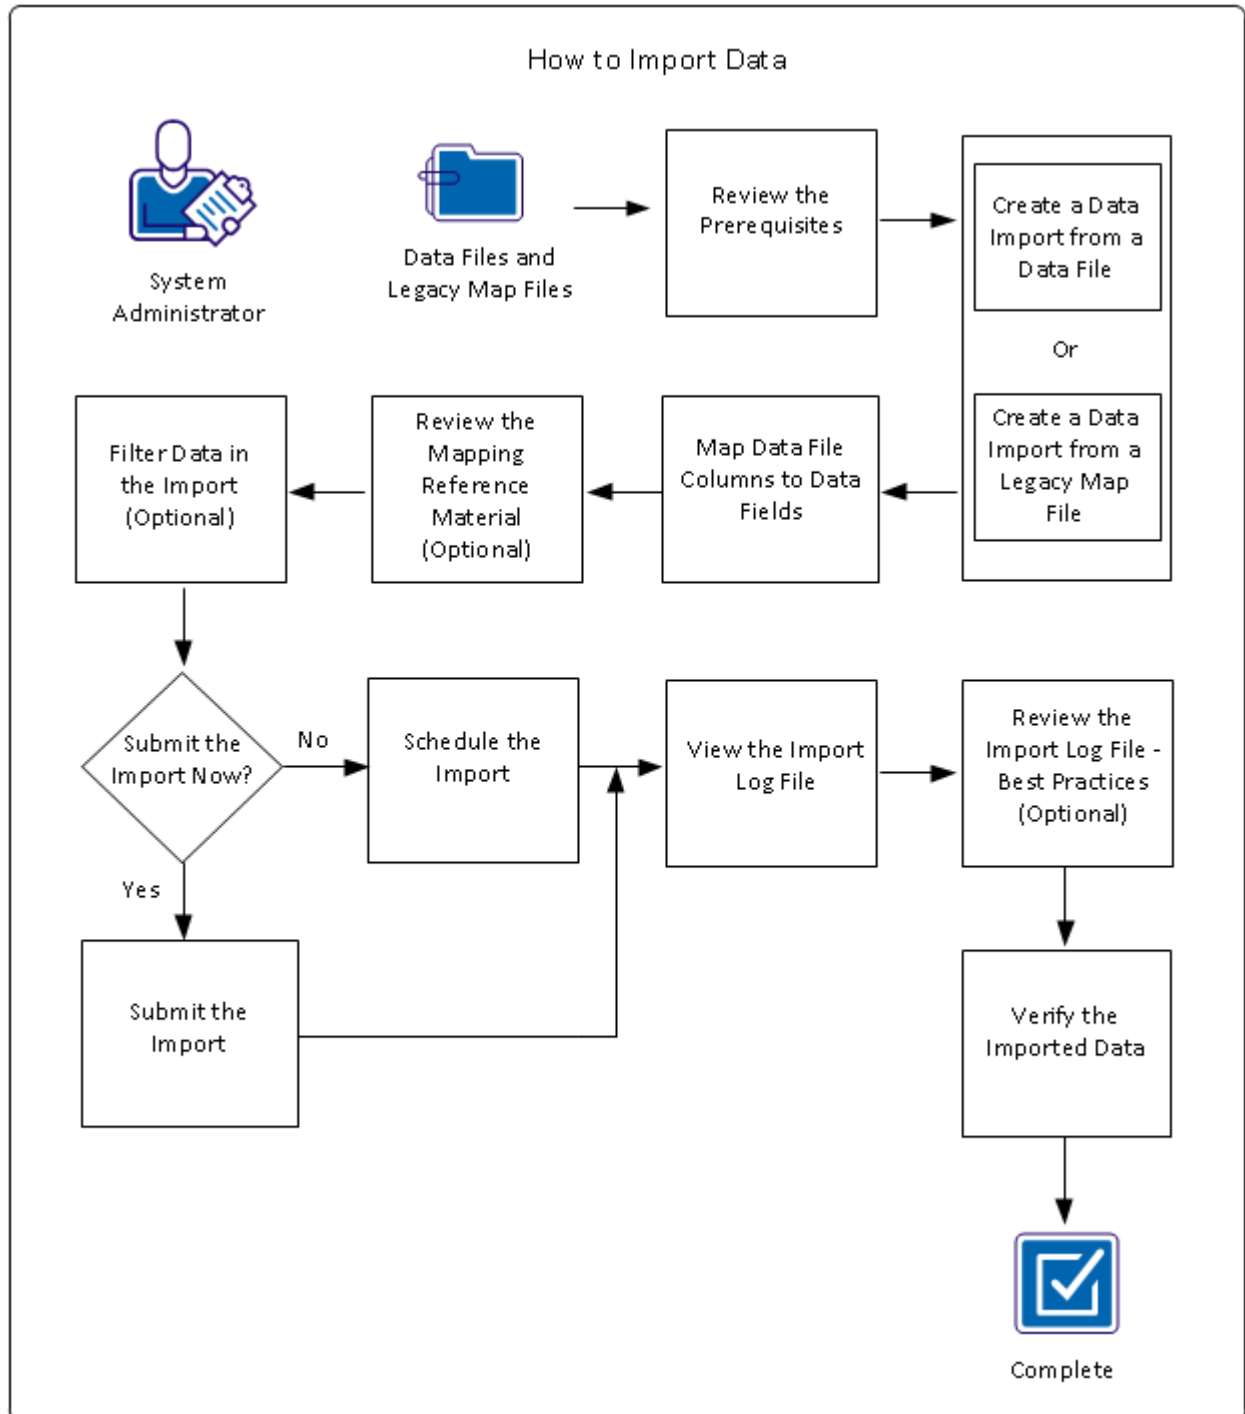 How to Import Data
System
Administrator
Data Files and
Legacy Map Files
Review the
Prerequisites
Create a Data
Import from a
Data File
Or
Create a Data
Import from a
Legacy Map
File
Map Data File
Columns to Data
Fields
Review the
Mapping
Reference
Material
(Optional)
Filter Data in
the Import
(Optional)
Submit the
Import Now?
No
Yes
Schedule the
Import
Submit the
Import
View the Import
Log File
Review the
Import Log File -
Best Practices
(Optional)
Verify the
Imported Data
Complete